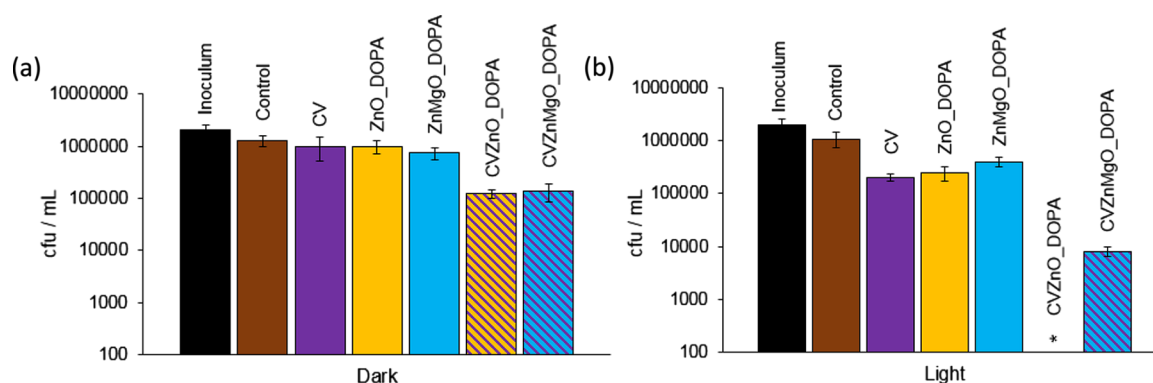 (a)
cfu / mL
10000000
1000000
100000
10000
1000
100
Inoculum
Control
CV
ZnO_DOPA
ZnMgO_DOPA
CVZnO_DOPA
CVZnMgO_DOPA
Dark
(b)
cfu / mL
10000000
1000000
100000
10000
1000
100
Inoculum
Control
CV
ZnO_DOPA
ZnMgO_DOPA
* CVZnO_DOPA
CVZnMgO_DOPA
Light